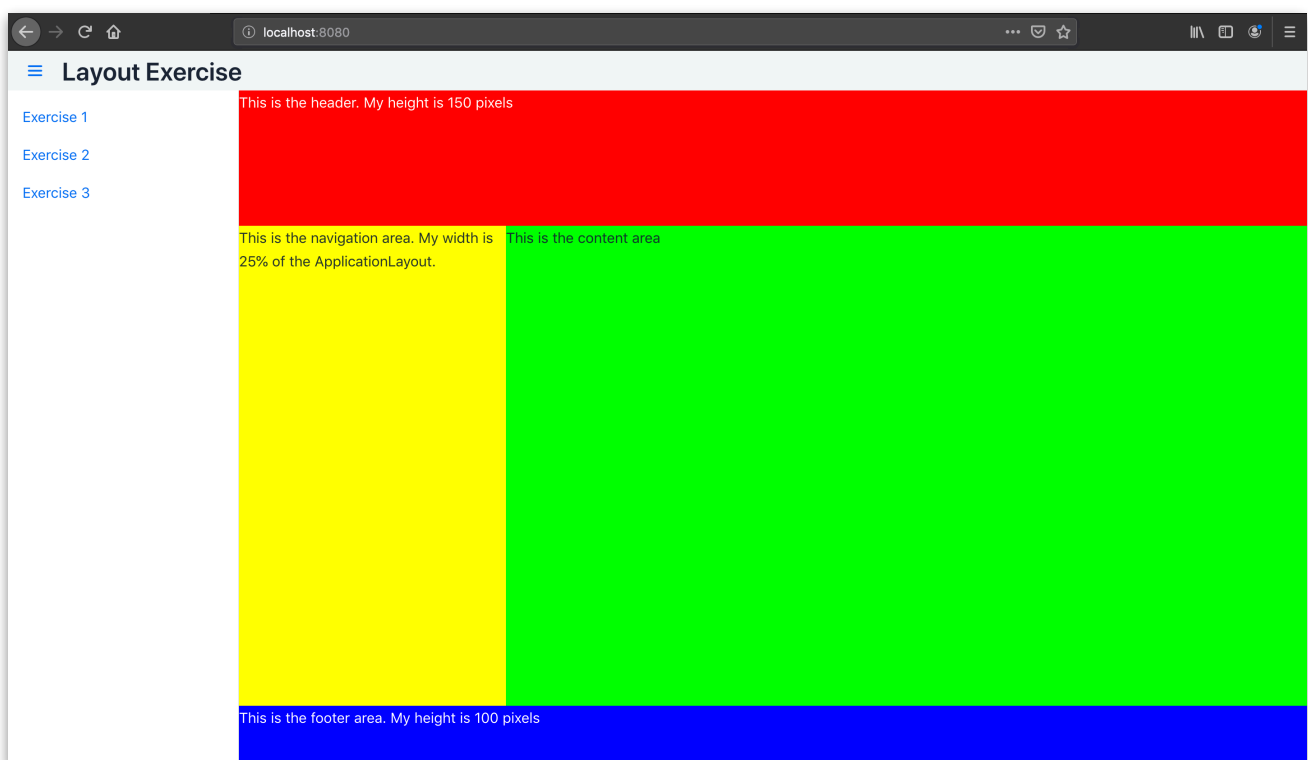 localhost:8080
Layout Exercise
Exercise 1
Exercise 2
Exercise 3
This is the header. My height is 150 pixels
This is the navigation area. My width is
25% of the ApplicationLayout.
This is the content area
This is the footer area. My height is 100 pixels